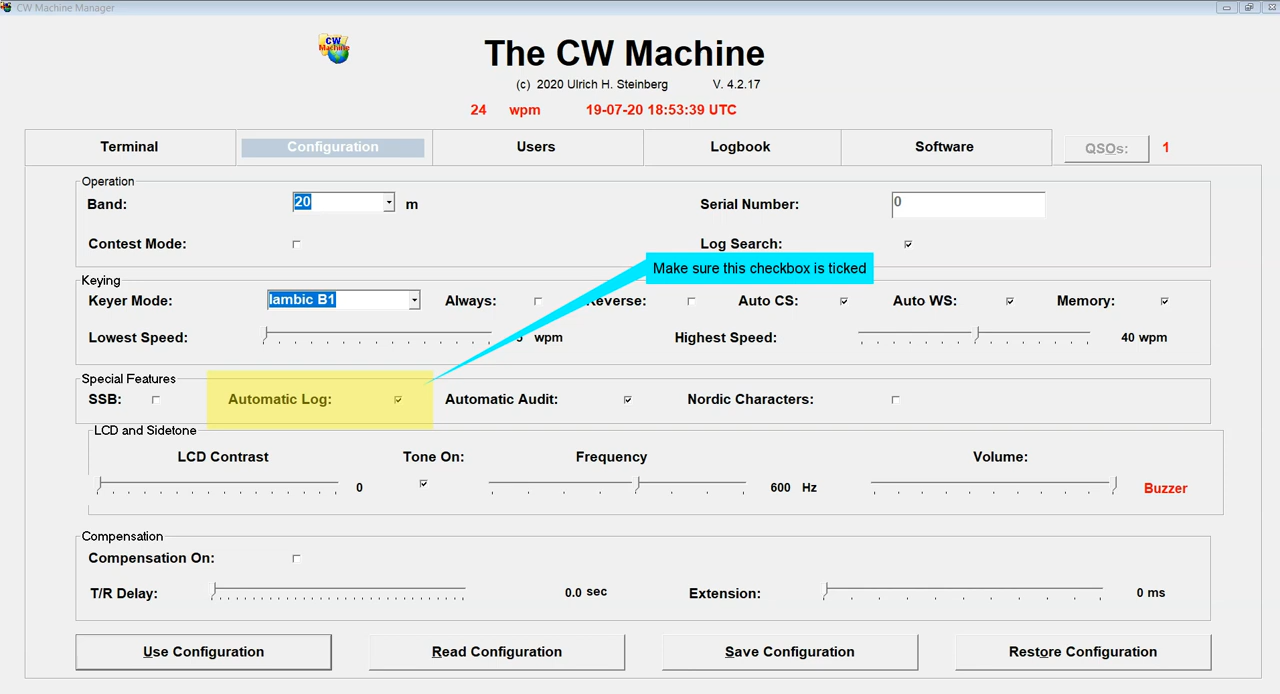 CW Machine Manager
CW
Machine
The CW Machine
(c) 2020 Ulrich H. Steinberg V. 4.2.17
24 wpm 19-07-20 18:53:39 UTC
Terminal Configuration Users Logbook Software QSOs: 1
Operation
Band: 20 m Serial Number: 0
Contest Mode: Log Search:
Make sure this checkbox is ticked
Keying
Keyer Mode: Iambic B1 Always: Reverse: Auto CS: Auto WS: Memory:
Lowest Speed: wpm Highest Speed: 40 wpm
Special Features
SSB: Automatic Log: Automatic Audit: Nordic Characters:
LCD and Sidetone
LCD Contrast Tone On: Frequency Volume:
0 600 Hz Buzzer
Compensation
Compensation On:
T/R Delay: 0.0 sec Extension: 0 ms
Use Configuration Read Configuration Save Configuration Restore Configuration